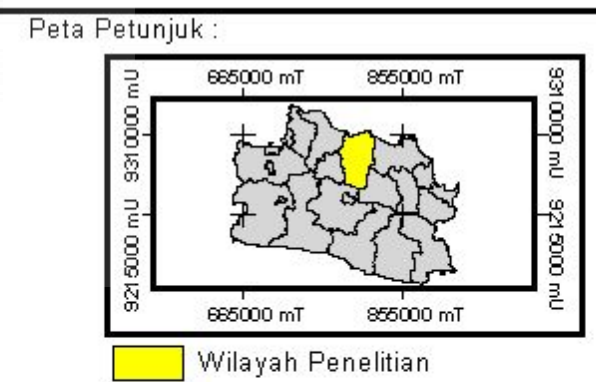 Peta Petunjuk :
665000 mT 855000 mT
9310000 mU
9310000 mU
9215000 mU
9215000 mU
665000 mT 855000 mT
Wilayah Penelitian